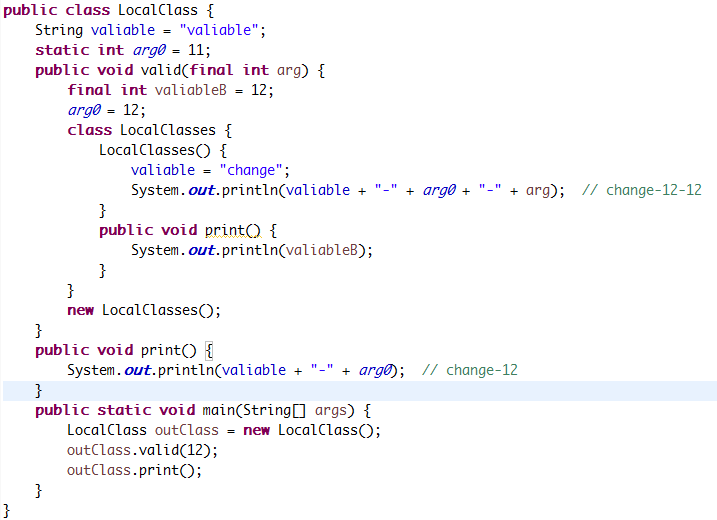 public class LocalClass {
    String valiable = "valiable";
    static int arg0 = 11;
    public void valid(final int arg) {
        final int valiableB = 12;
        arg0 = 12;
        class LocalClasses {
            LocalClasses() {
                valiable = "change";
                System.out.println(valiable + "-" + arg0 + "-" + arg);  // change-12-12
            }
            public void print() {
                System.out.println(valiableB);
            }
        }
        new LocalClasses();
    }
    public void print() {
        System.out.println(valiable + "-" + arg0);  // change-12
    }
    public static void main(String[] args) {
        LocalClass outClass = new LocalClass();
        outClass.valid(12);
        outClass.print();
    }
}